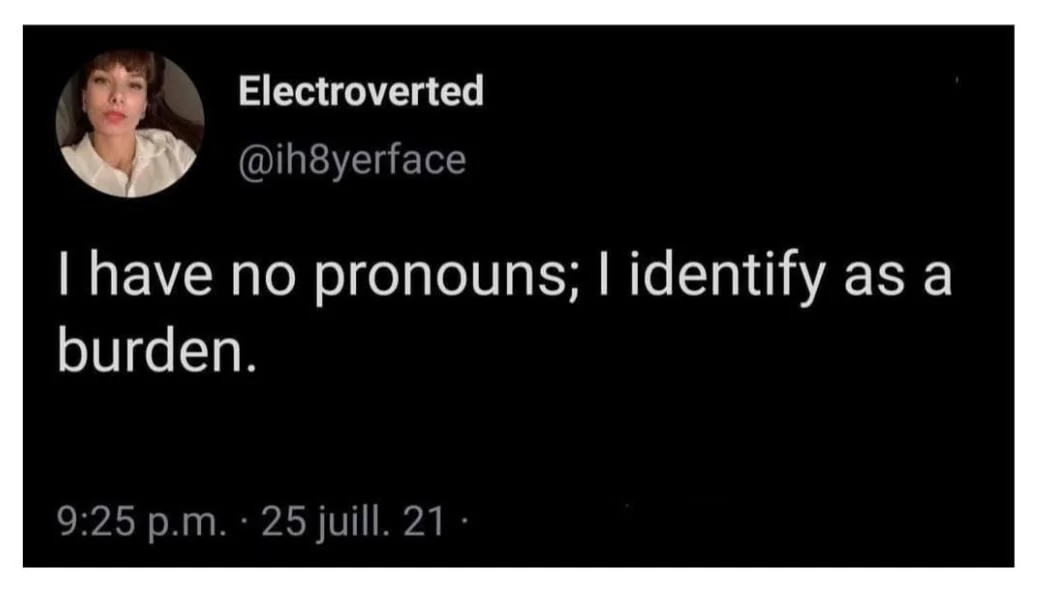 Electroverted
@ih8yerface
I have no pronouns; I identify as a
burden.
9:25 p.m. · 25 juill. 21 ·